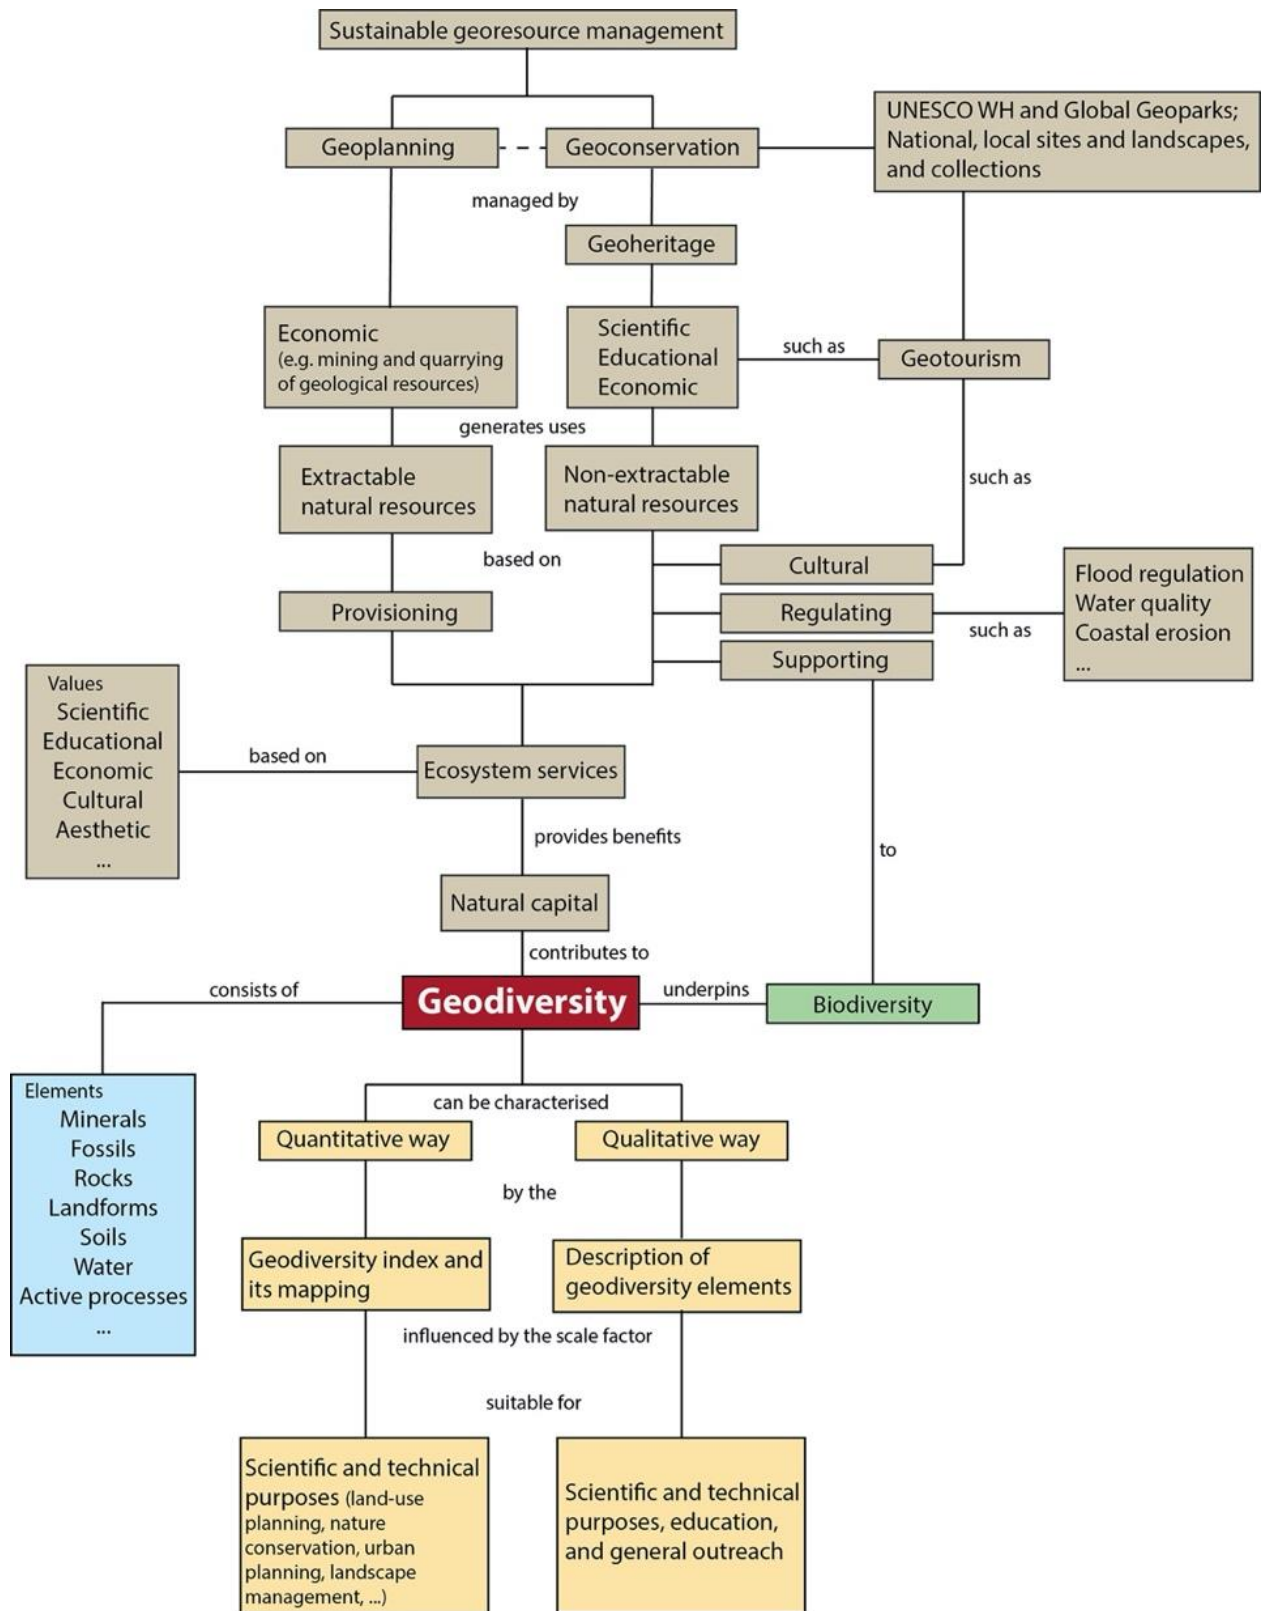 Sustainable georesource management
UNESCO WH and Global Geoparks;
National, local sites and landscapes,
and collections
Geoplanning
Geoconservation
managed by
Geoheritage
Economic
(e.g. mining and quarrying
of geological resources)
Scientific
Educational
Economic
such as
Geotourism
generates uses
Extractable
natural resources
Non-extractable
natural resources
such as
based on
Cultural
Provisioning
Regulating
Supporting
such as
Flood regulation
Water quality
Coastal erosion
...
Values
Scientific
Educational
Economic
Cultural
Aesthetic
...
based on
Ecosystem services
provides benefits
to
Natural capital
contributes to
consists of
Geodiversity
underpins
Biodiversity
Elements
Minerals
Fossils
Rocks
Landforms
Soils
Water
Active processes
...
can be characterised
Quantitative way
Qualitative way
by the
Geodiversity index and
its mapping
Description of
geodiversity elements
influenced by the scale factor
suitable for
Scientific and technical
purposes (land-use
planning, nature
conservation, urban
planning, landscape
management, ...)
Scientific and technical
purposes, education,
and general outreach